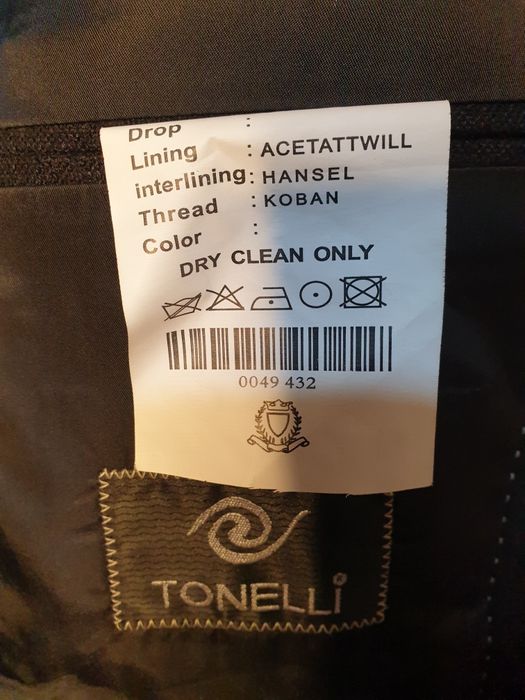 Drop :
Lining : ACETATTWILL
interlining: HANSEL
Thread : KOBAN
Color :
DRY CLEAN ONLY
0049 432
TONELLi®